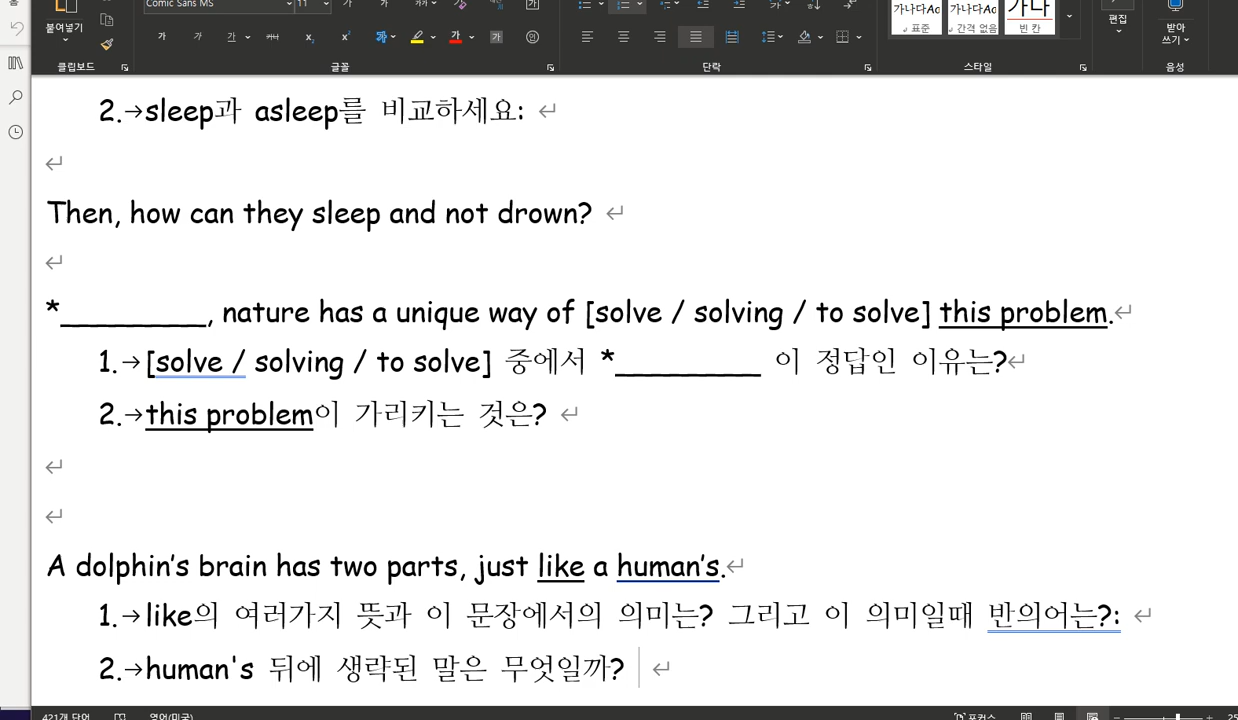 홈
붙여넣기
Comic Sans MS
11
가나다Aa
가나다Aa
가나
표준
간격 없음
빈 칸
편집
받아
쓰기
클립보드
글꼴
단락
스타일
음성
2.→sleep과 asleep를 비교하세요:
Then, how can they sleep and not drown?
*_________, nature has a unique way of [solve / solving / to solve] this problem.
1.→[solve / solving / to solve] 중에서 *_________ 이 정답인 이유는?
2.→this problem이 가리키는 것은?
A dolphin’s brain has two parts, just like a human’s.
1.→like의 여러가지 뜻과 이 문장에서의 의미는? 그리고 이 의미일때 반의어는?:
2.→human's 뒤에 생략된 말은 무엇일까?
421개 단어
영어(미국)
포커스